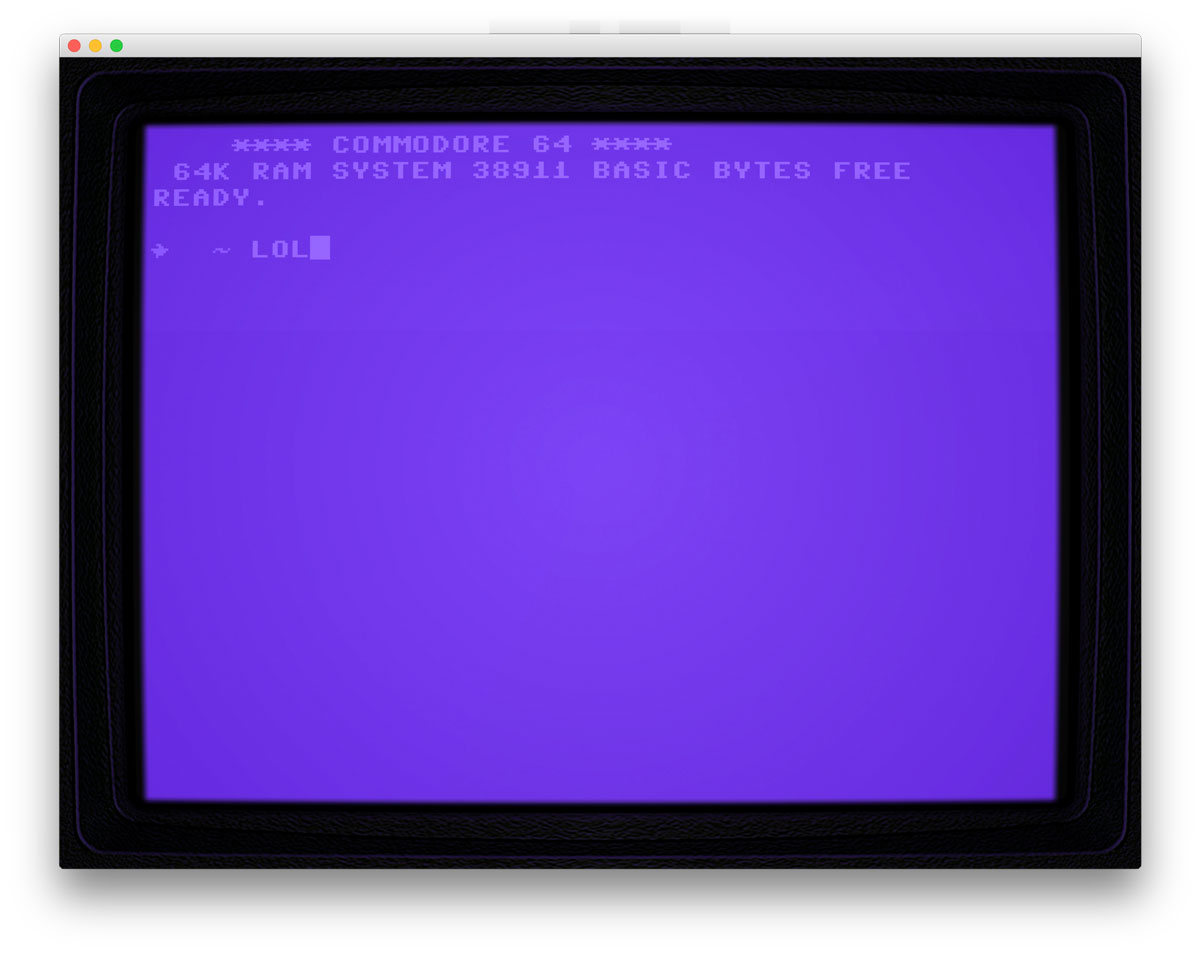 **** COMMODORE 64 ****
64K RAM SYSTEM 38911 BASIC BYTES FREE
READY.
➜ ~ LOL